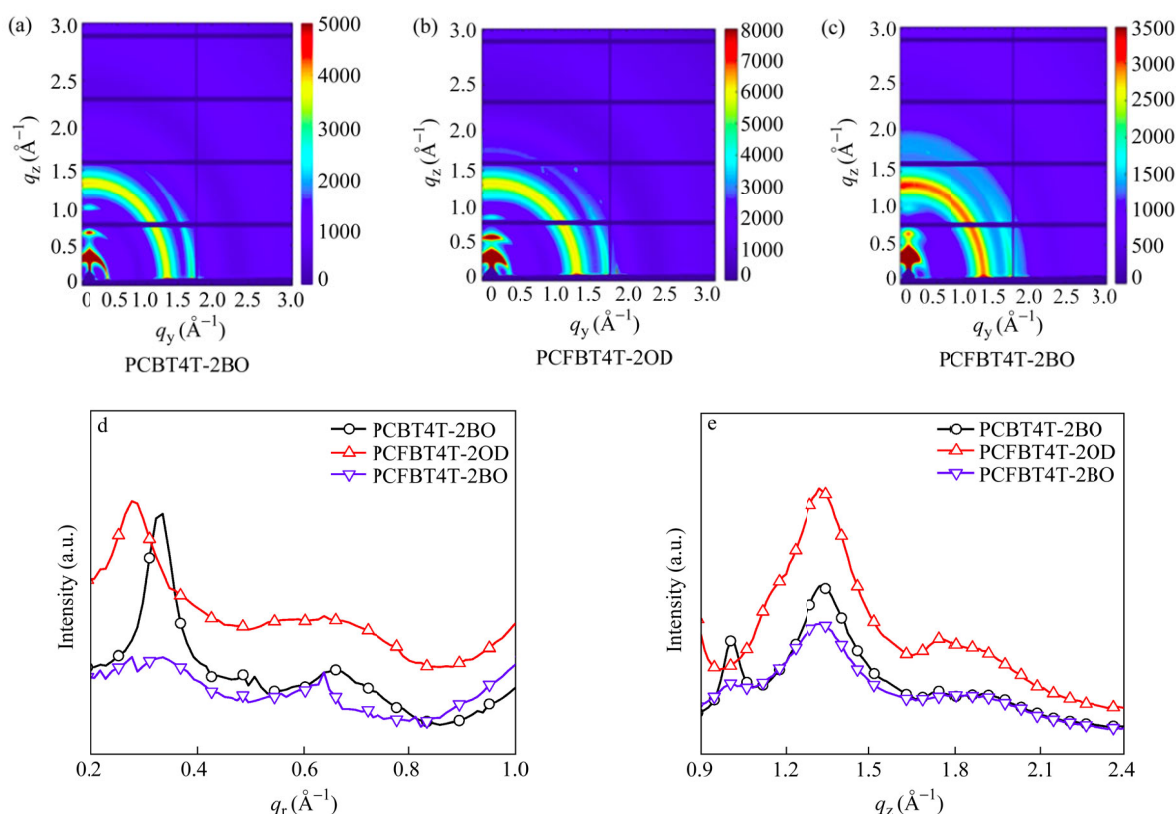 (a)
3.0
2.5
2.0
1.5
1.0
0.5
0
qz (Å⁻¹)
0 0.5 1.0 1.5 2.0 3.0
qy (Å⁻¹)
5000
4000
3000
2000
1000
0
PCBT4T-2BO
(b)
3.0
2.5
2.0
1.5
1.0
0.5
0
qz (Å⁻¹)
0 0.5 1.0 1.5 2.0 3.0
qy (Å⁻¹)
8000
7000
6000
5000
4000
3000
2000
1000
0
PCFBT4T-2OD
(c)
3.0
2.5
2.0
1.5
1.0
0.5
0
qz (Å⁻¹)
0 0.5 1.0 1.5 2.0 3.0
qy (Å⁻¹)
3500
3000
2500
2000
1500
1000
500
0
PCFBT4T-2BO
d
PCBT4T-2BO
PCFBT4T-2OD
PCFBT4T-2BO
Intensity (a.u.)
0.2 0.4 0.6 0.8 1.0
qr (Å⁻¹)
e
PCBT4T-2BO
PCFBT4T-2OD
PCFBT4T-2BO
Intensity (a.u.)
0.9 1.2 1.5 1.8 2.1 2.4
qz (Å⁻¹)